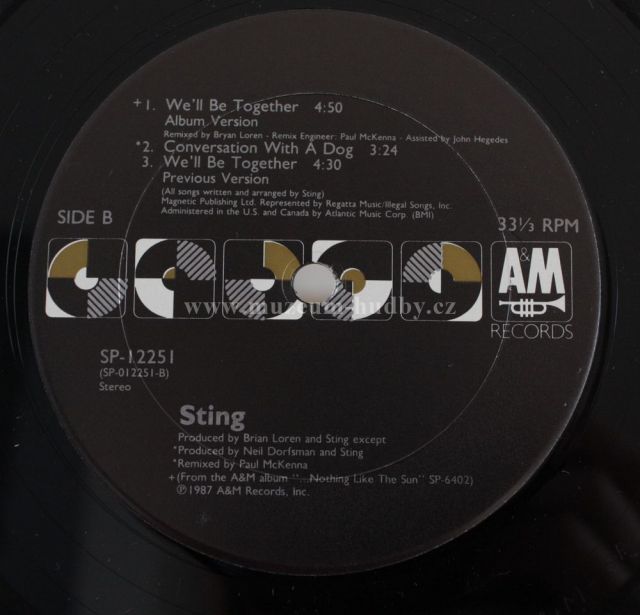 +1. We'll Be Together 4:50
Album Version
Remixed by Bryan Loren - Remix Engineer: Paul McKenna - Assisted by John Hegedes
*2. Conversation With A Dog 3:24
3. We'll Be Together 4:30
Previous Version
(All songs written and arranged by Sting)
Magnetic Publishing Ltd. Represented by Regatta Music/Illegal Songs, Inc.
Administered in the U.S. and Canada by Atlantic Music Corp. (BMI)
SIDE B
33⅓ RPM
A&M
RECORDS
www.muzeum-hudby.cz
SP-12251
(SP-012251-B)
Stereo
Sting
Produced by Brian Loren and Sting except
*Produced by Neil Dorfsman and Sting
*Remixed by Paul McKenna
+(From the A&M album "...Nothing Like The Sun" SP-6402)
℗1987 A&M Records, Inc.